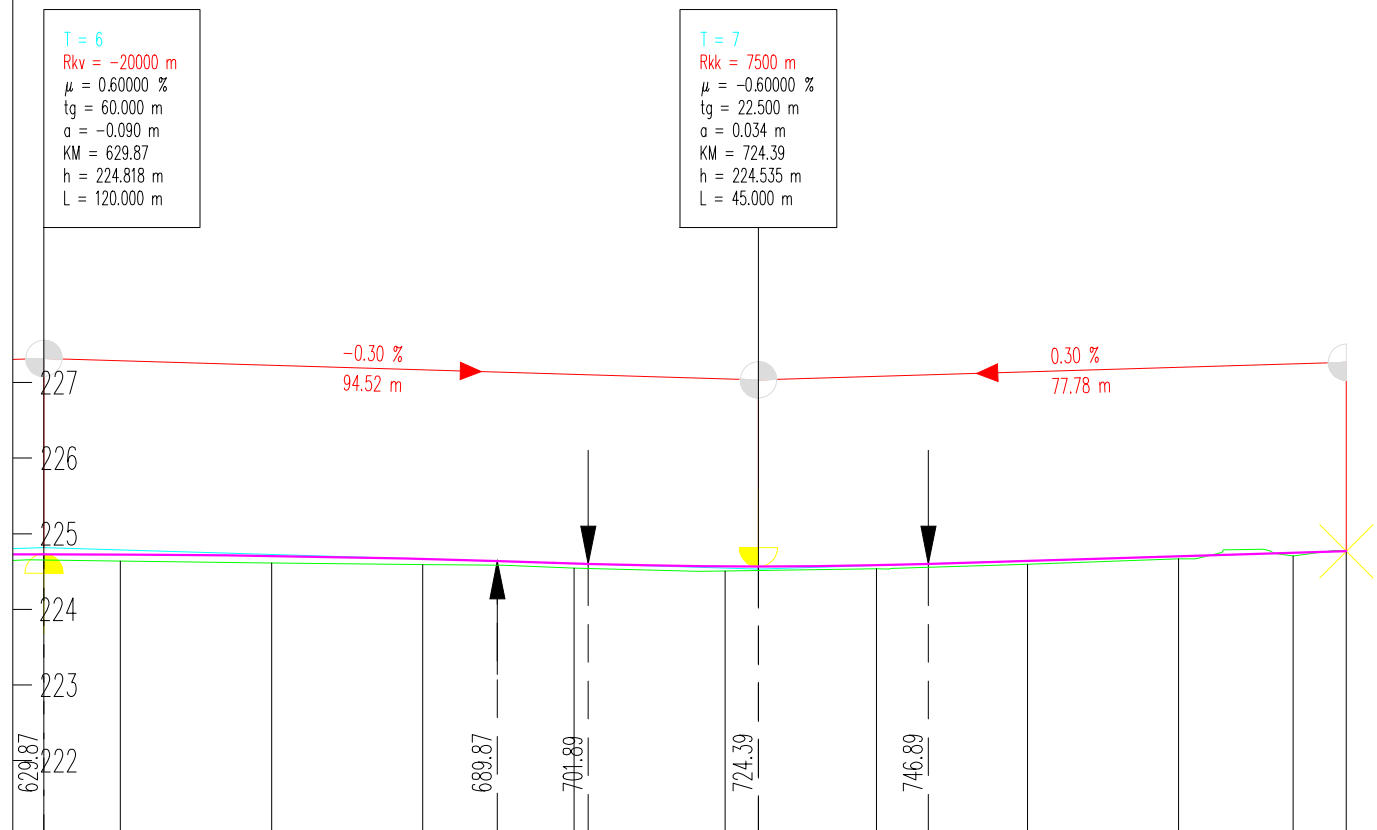 T = 6
Rkv = -20000 m
μ = 0.60000 %
tg = 60.000 m
a = -0.090 m
KM = 629.87
h = 224.818 m
L = 120.000 m
T = 7
Rkk = 7500 m
μ = -0.60000 %
tg = 22.500 m
a = 0.034 m
KM = 724.39
h = 224.535 m
L = 45.000 m
-0.30 %
94.52 m
0.30 %
77.78 m
227
226
225
224
223
222
629.87
689.87
701.89
724.39
746.89